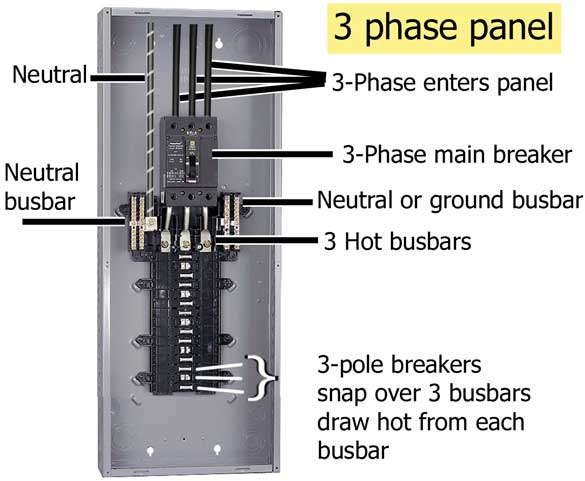 3 phase panel
Neutral
3-Phase enters panel
3-Phase main breaker
Neutral
busbar
Neutral or ground busbar
3 Hot busbars
3-pole breakers
snap over 3 busbars
draw hot from each
busbar